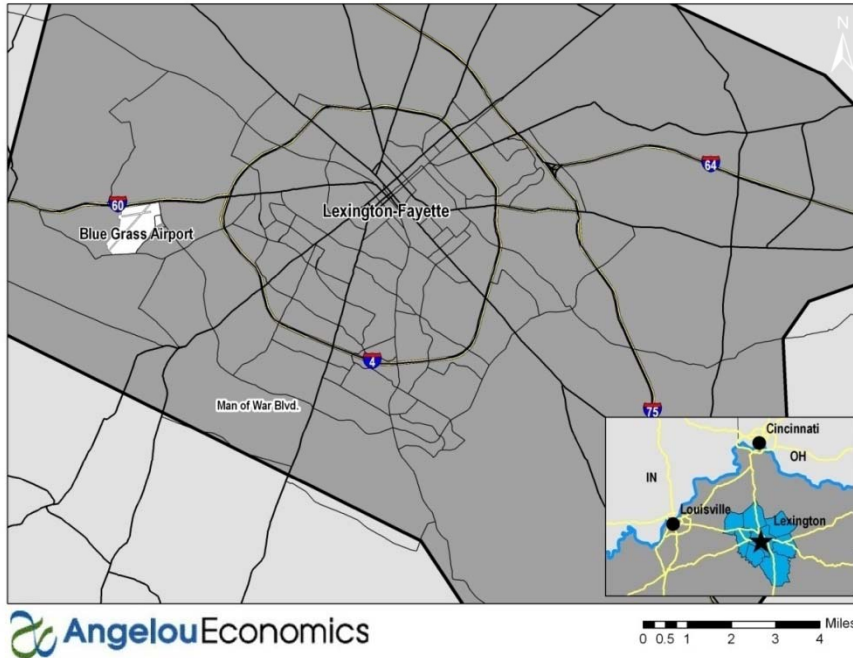 N
64
60
Lexington-Fayette
Blue Grass Airport
4
Man of War Blvd.
75
Cincinnati
OH
IN
Louisville
Lexington
AngelouEconomics
Miles
0 0.5 1 2 3 4